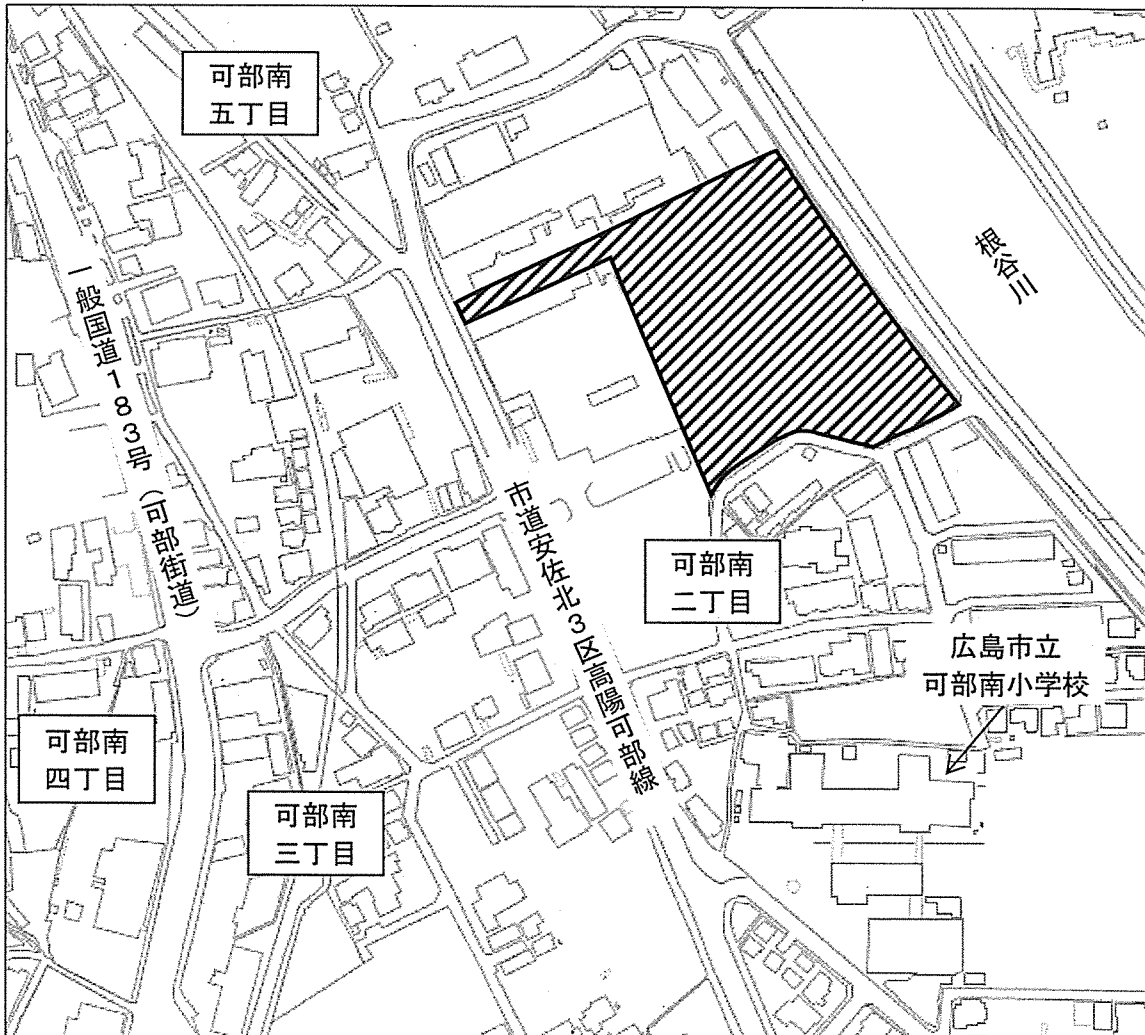 可部南
五丁目
根谷川
一般国道183号（可部街道）
市道安佐北3区高陽可部線
可部南
二丁目
広島市立
可部南小学校
可部南
四丁目
可部南
三丁目